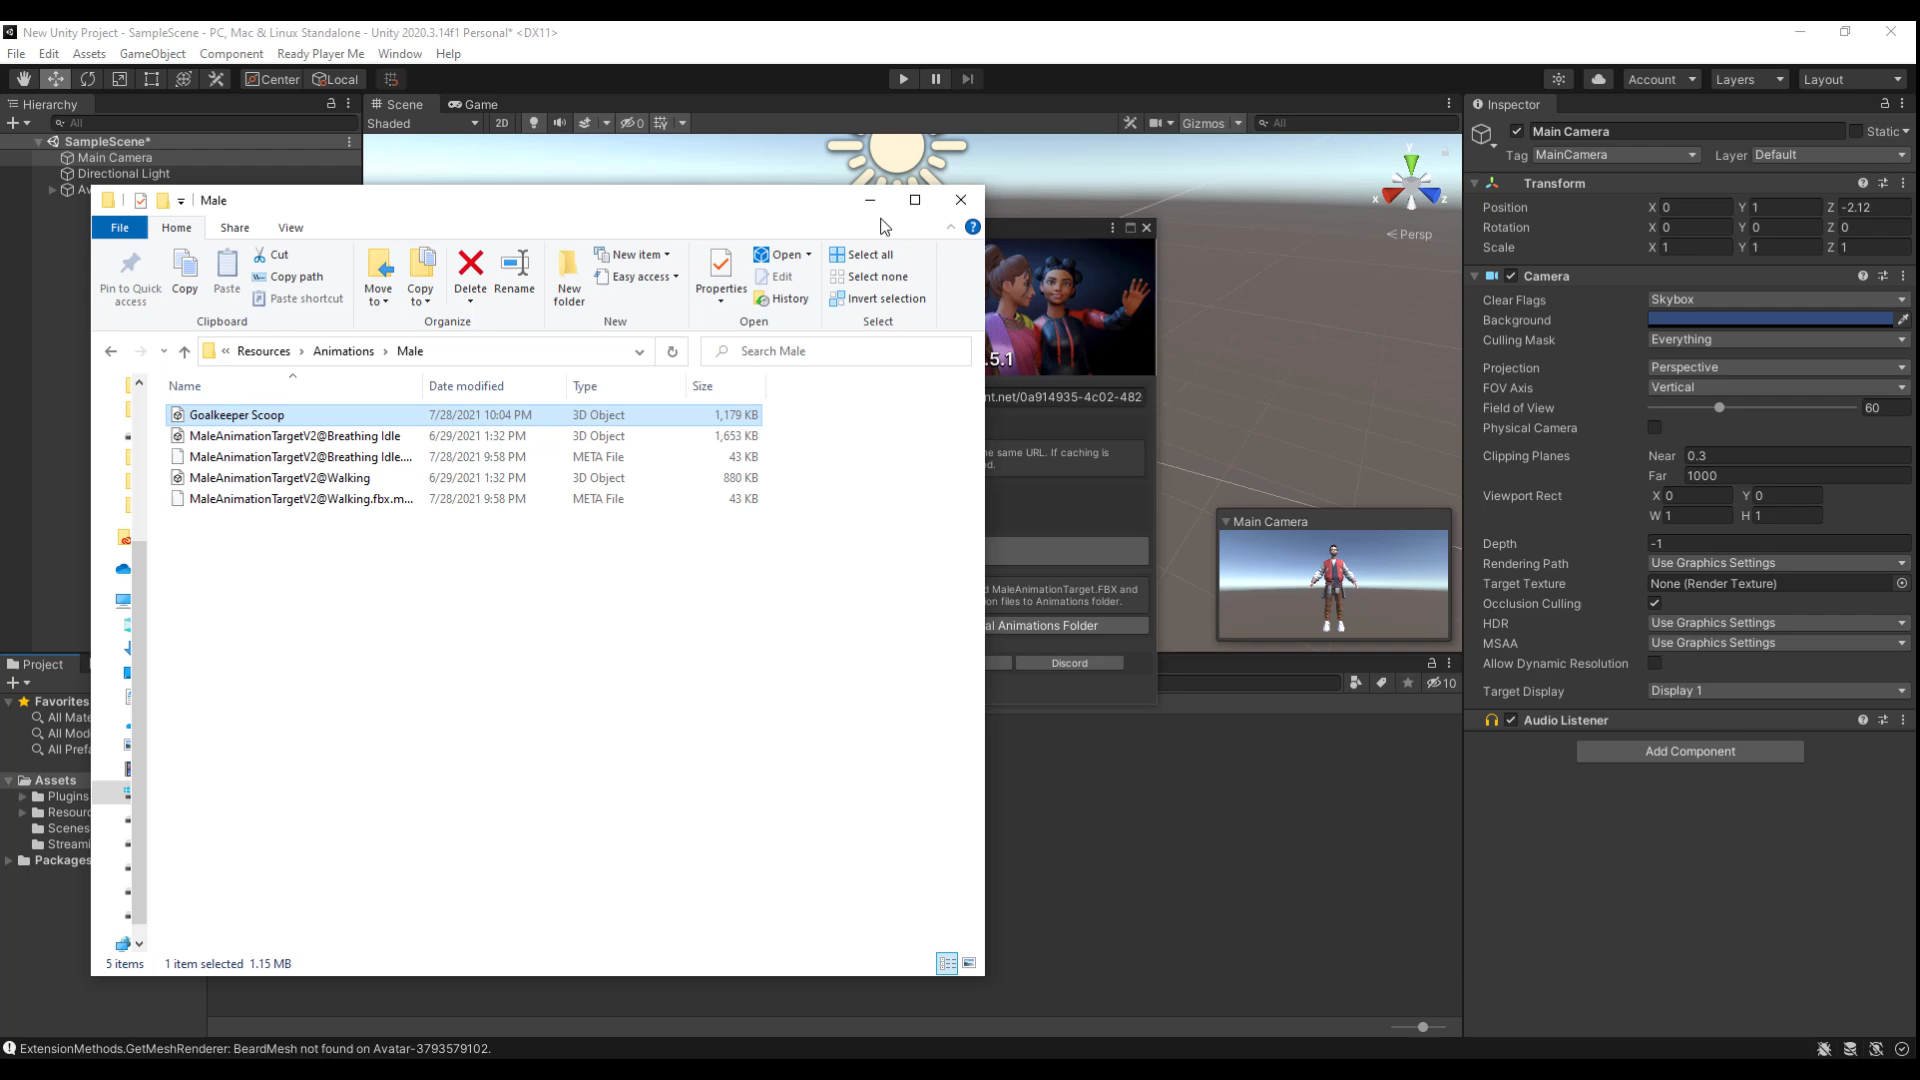 New Unity Project - SampleScene - PC, Mac & Linux Standalone - Unity 2020.3.14f1 Personal* <DX11>
File Edit Assets GameObject Component Ready Player Me Window Help
Center Local Account Layers Layout
Hierarchy
All
SampleScene*
Main Camera
Directional Light
Scene Game
Shaded 2D 0 Gizmos All
y
x z
Persp
Male
File Home Share View
Pin to Quick access
Copy
Paste
Cut
Copy path
Paste shortcut
Clipboard
Move to
Copy to
Delete
Rename
Organize
New folder
New item
Easy access
New
Properties
Open
Edit
History
Open
Select all
Select none
Invert selection
Select
« Resources › Animations › Male
Search Male
Name Date modified Type Size
Goalkeeper Scoop 7/28/2021 10:04 PM 3D Object 1,179 KB
MaleAnimationTargetV2@Breathing Idle 6/29/2021 1:32 PM 3D Object 1,653 KB
MaleAnimationTargetV2@Breathing Idle.... 7/28/2021 9:58 PM META File 43 KB
MaleAnimationTargetV2@Walking 6/29/2021 1:32 PM 3D Object 880 KB
MaleAnimationTargetV2@Walking.fbx.m... 7/28/2021 9:58 PM META File 43 KB
5 items 1 item selected 1.15 MB
.5.1
nt.net/0a914935-4c02-482
he same URL. If caching is
d.
d MaleAnimationTarget.FBX and
on files to Animations folder.
al Animations Folder
Discord
Main Camera
10
Project
Favorites
All Mate
All Mod
All Prefa
Assets
Plugins
Resourc
Scenes
Streami
Packages
Inspector
Main Camera Static
Tag MainCamera Layer Default
Transform
Position X 0 Y 1 Z -2.12
Rotation X 0 Y 0 Z 0
Scale X 1 Y 1 Z 1
Camera
Clear Flags Skybox
Background
Culling Mask Everything
Projection Perspective
FOV Axis Vertical
Field of View 60
Physical Camera
Clipping Planes Near 0.3
Far 1000
Viewport Rect X 0 Y 0
W 1 H 1
Depth -1
Rendering Path Use Graphics Settings
Target Texture None (Render Texture)
Occlusion Culling
HDR Use Graphics Settings
MSAA Use Graphics Settings
Allow Dynamic Resolution
Target Display Display 1
Audio Listener
Add Component
ExtensionMethods.GetMeshRenderer: BeardMesh not found on Avatar-3793579102.